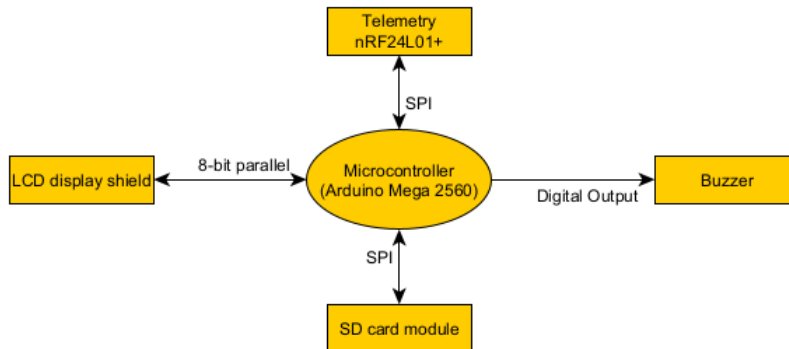 Telemetry
nRF24L01+
SPI
8-bit parallel
LCD display shield
Microcontroller
(Arduino Mega 2560)
Buzzer
Digital Output
SPI
SD card module